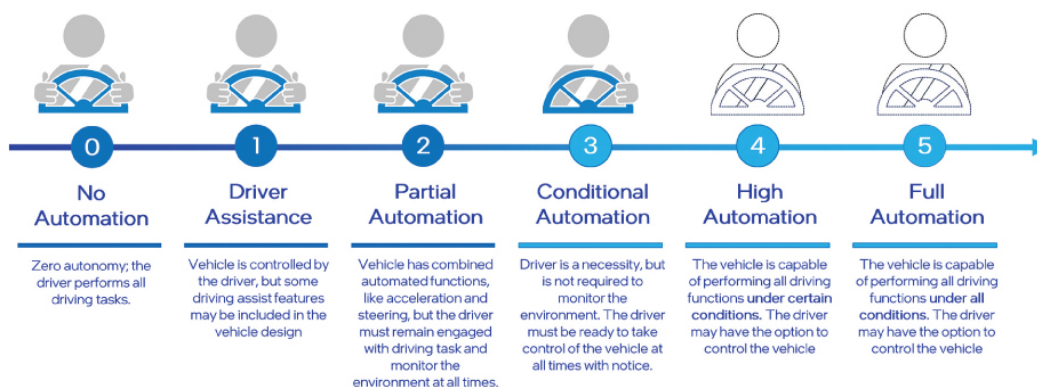 0
1
2
3
4
5
No
Automation
Zero autonomy; the
driver performs all
driving tasks.
Driver
Assistance
Vehicle is controlled by
the driver, but some
driving assist features
may be included in the
vehicle design
Partial
Automation
Vehicle has combined
automated functions,
like acceleration and
steering, but the driver
must remain engaged
with driving task and
monitor the
environment at all times.
Conditional
Automation
Driver is a necessity, but
is not required to
monitor the
environment. The driver
must be ready to take
control of the vehicle at
all times with notice.
High
Automation
The vehicle is capable
of performing all driving
functions under certain
conditions. The driver
may have the option to
control the vehicle
Full
Automation
The vehicle is capable
of performing all driving
functions under all
conditions. The driver
may have the option to
control the vehicle